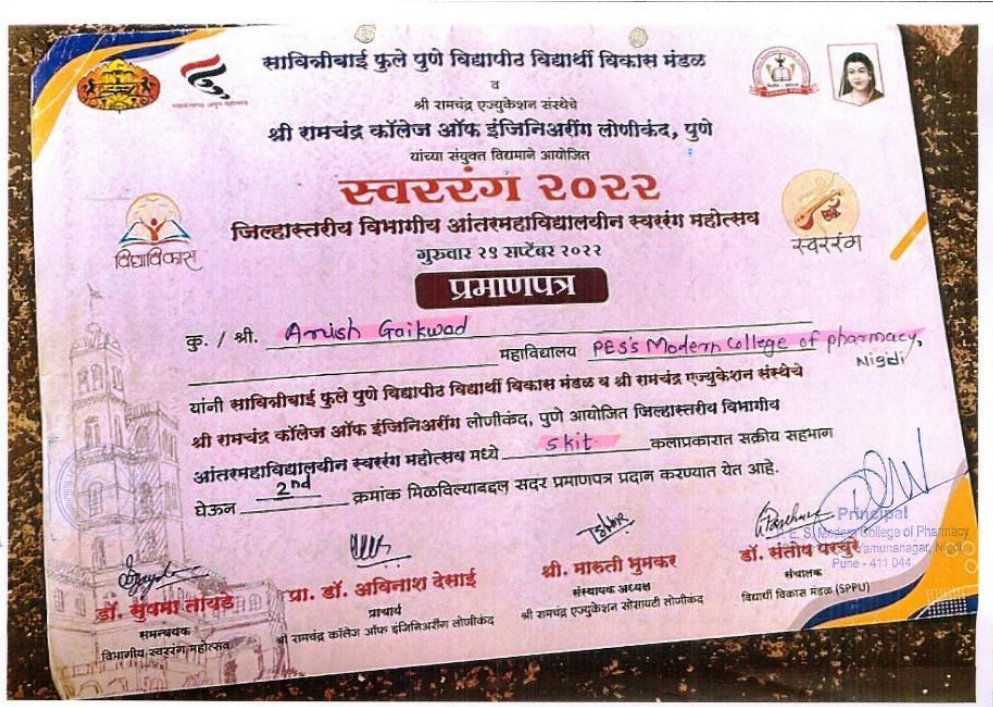 सावित्रीबाई फुले पुणे विद्यापीठ विद्यार्थी विकास मंडळ
व
श्री रामचंद्र एज्युकेशन संस्थेचे
श्री रामचंद्र कॉलेज ऑफ इंजिनिअरींग लोणीकंद, पुणे
यांच्या संयुक्त विद्यमाने आयोजित
स्वररंग २०२२
जिल्हास्तरीय विभागीय आंतरमहाविद्यालयीन स्वररंग महोत्सव
गुरुवार २९ सप्टेंबर २०२२
विद्याविकास
स्वररंग
प्रमाणपत्र
कु. / श्री. Anish Gaikwad
महाविद्यालय PES's Modern College of pharmacy, Nigdi
यांनी सावित्रीबाई फुले पुणे विद्यापीठ विद्यार्थी विकास मंडळ व श्री रामचंद्र एज्युकेशन संस्थेचे
श्री रामचंद्र कॉलेज ऑफ इंजिनिअरींग लोणीकंद, पुणे आयोजित जिल्हास्तरीय विभागीय
आंतरमहाविद्यालयीन स्वररंग महोत्सव मध्ये skit कलाप्रकारात सक्रीय सहभाग
घेऊन 2nd क्रमांक मिळविल्याबद्दल सदर प्रमाणपत्र प्रदान करण्यात येत आहे.
Principal
P. E. S. Modern College of Pharmacy
Yamunanagar, Nigdi
Pune - 411 044.
डॉ. सुषमा तायडे
समन्वयक
विभागीय स्वररंग महोत्सव
प्रा. डॉ. अविनाश देसाई
प्राचार्य
श्री रामचंद्र कॉलेज ऑफ इंजिनिअरींग लोणीकंद
श्री. मारुती भुमकर
संस्थापक अध्यक्ष
श्री रामचंद्र एज्युकेशन सोसायटी लोणीकंद
डॉ. संतोष परचुरे
संचालक
विद्यार्थी विकास मंडळ (SPPU)